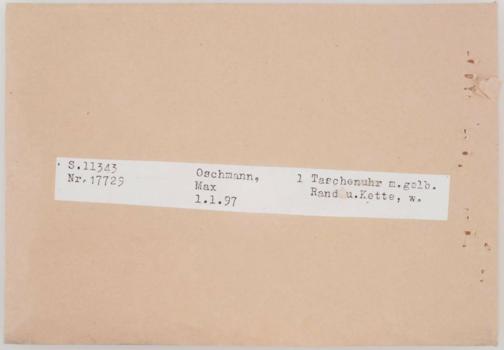 S.11343
Nr.17729
Oschmann,
Max
1.1.97
1 Taschenuhr m.gelb.
Rand u.Kette, w.